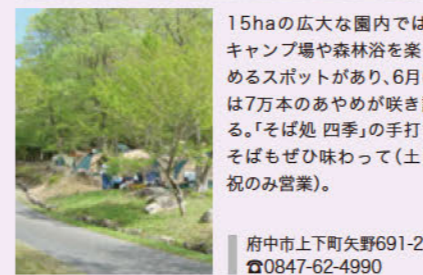 15haの広大な園内では
キャンプ場や森林浴を楽
めるスポットがあり、6月
は7万本のあやめが咲き
る。「そば処 四季」の手打
そばもぜひ味わって(土
祝のみ営業)。
府中市上下町矢野691-2
☎0847-62-4990